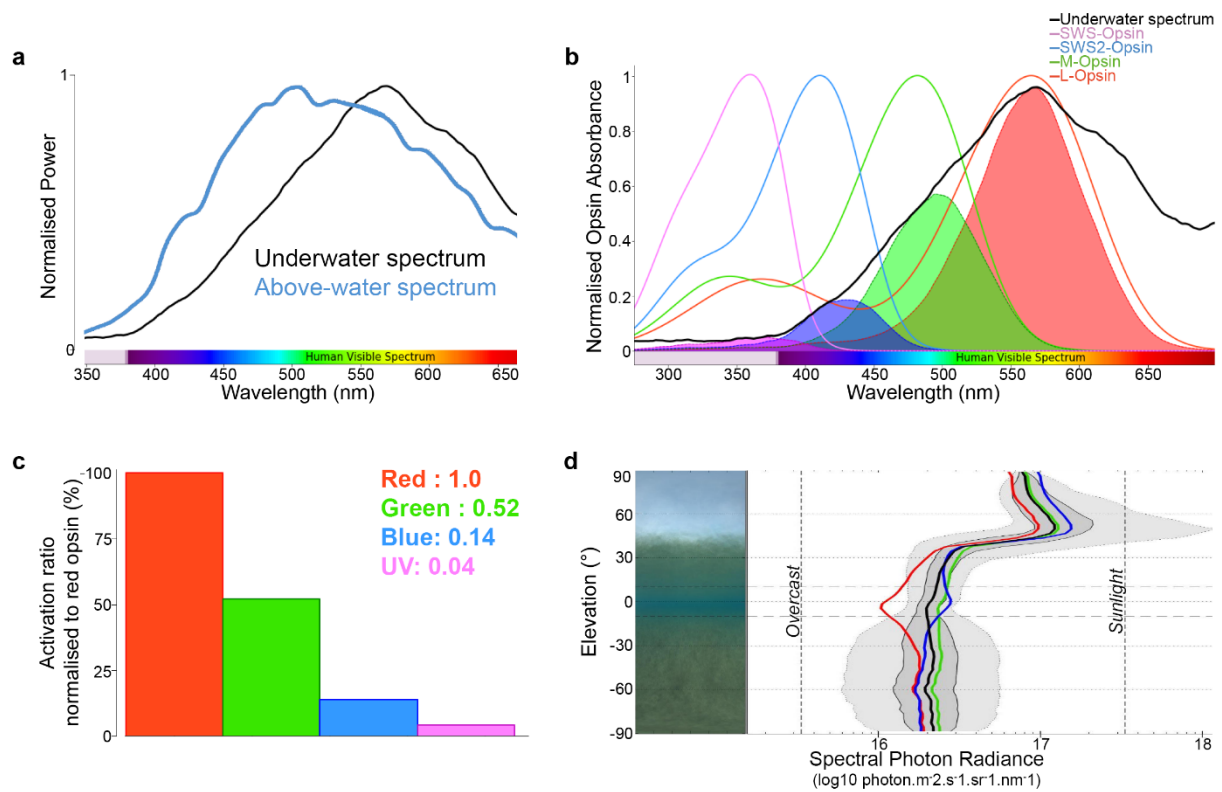 a
1
Normalised Power
0
Underwater spectrum
Above-water spectrum
Human Visible Spectrum
350 400 450 500 550 600 650
Wavelength (nm)
b
Underwater spectrum
SWS-Opsin
SWS2-Opsin
M-Opsin
L-Opsin
Normalised Opsin Absorbance
1
0.8
0.6
0.4
0.2
0
Human Visible Spectrum
300 350 400 450 500 550 600 650
Wavelength (nm)
c
Activation ratio
normalised to red opsin (%)
100
75
50
25
0
Red : 1.0
Green : 0.52
Blue: 0.14
UV: 0.04
d
Elevation (°)
90
60
30
0
-30
-60
-90
Overcast
Sunlight
16 17 18
Spectral Photon Radiance
(log10 photon.m-2.s-1.sr-1.nm-1)